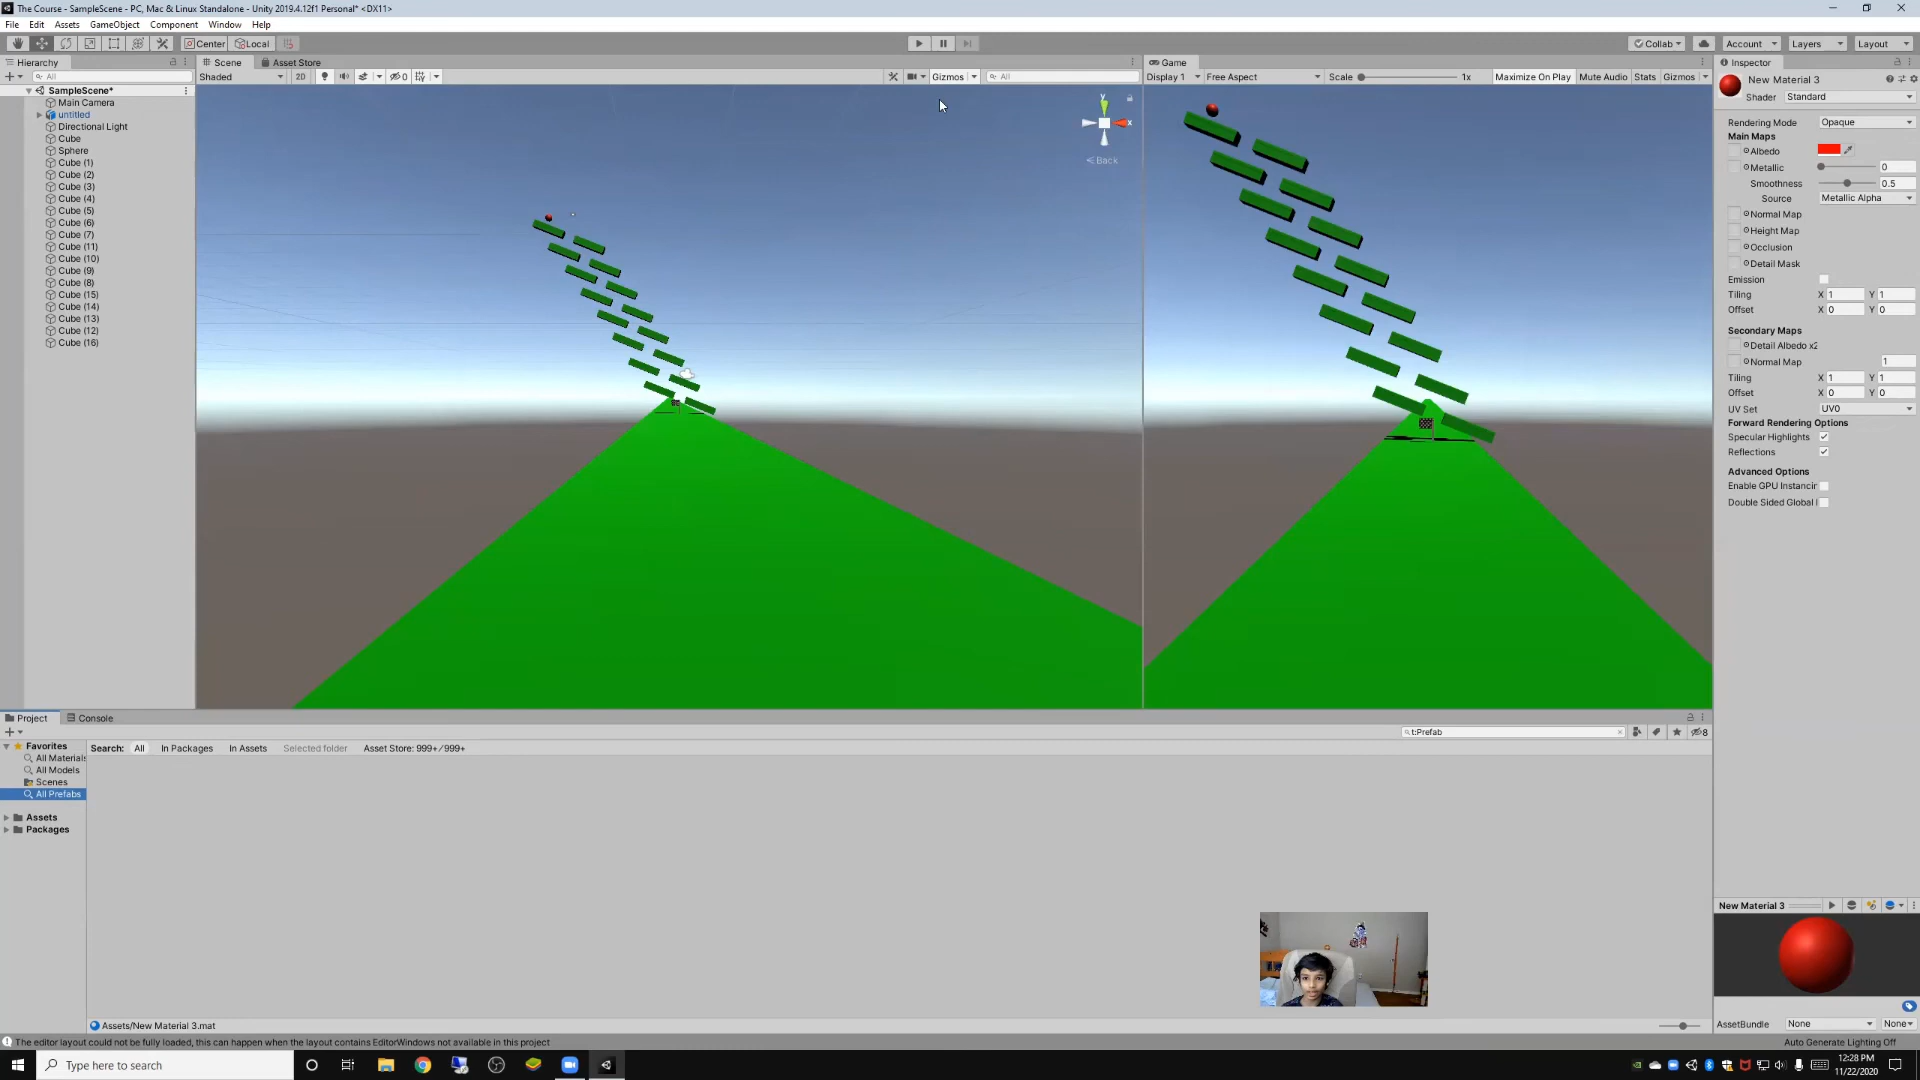 The Course - SampleScene - PC, Mac & Linux Standalone - Unity 2019.4.12f1 Personal* <DX11>
File Edit Assets GameObject Component Window Help
Center Local Collab Account Layers Layout
Hierarchy
All
SampleScene*
Main Camera
untitled
Directional Light
Cube
Sphere
Cube (1)
Cube (2)
Cube (3)
Cube (4)
Cube (5)
Cube (6)
Cube (7)
Cube (11)
Cube (10)
Cube (9)
Cube (8)
Cube (15)
Cube (14)
Cube (13)
Cube (12)
Cube (16)
Scene Asset Store
Shaded 2D 0 Gizmos All
y
x
Back
Game
Display 1 Free Aspect Scale 1x Maximize On Play Mute Audio Stats Gizmos
Inspector
New Material 3
Shader Standard
Rendering Mode Opaque
Main Maps
Albedo
Metallic 0
Smoothness 0.5
Source Metallic Alpha
Normal Map
Height Map
Occlusion
Detail Mask
Emission
Tiling X 1 Y 1
Offset X 0 Y 0
Secondary Maps
Detail Albedo x2
Normal Map 1
Tiling X 1 Y 1
Offset X 0 Y 0
UV Set UV0
Forward Rendering Options
Specular Highlights
Reflections
Advanced Options
Enable GPU Instancin
Double Sided Global I
New Material 3
AssetBundle None None
Project Console
t:Prefab 8
Favorites
All Materials
All Models
Scenes
All Prefabs
Assets
Packages
Search: All In Packages In Assets Selected folder Asset Store: 999+/999+
Assets/New Material 3.mat
The editor layout could not be fully loaded, this can happen when the layout contains EditorWindows not available in this project
Auto Generate Lighting Off
Type here to search
12:28 PM
11/22/2020